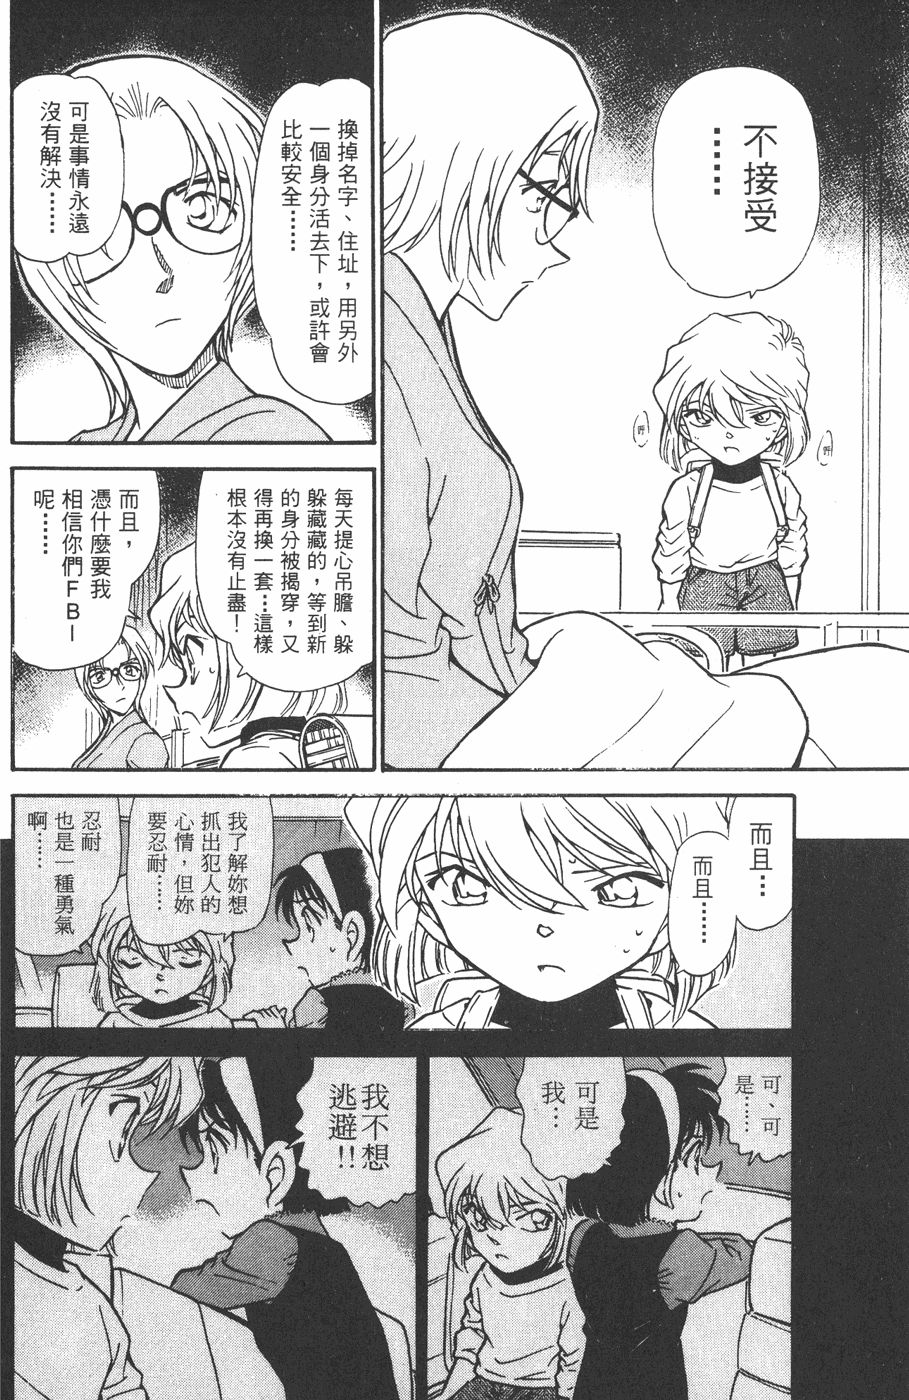 不接受
……
呼
呼
換掉名字、住址，用另外
一個身分活去下，或許會
比較安全……
可是事情永遠
沒有解決……
每天提心吊膽、躲
躲藏藏的，等到新
的身分被揭穿，又
得再換一套…這樣
根本沒有止盡！
而且，
憑什麼要我
相信你們FBI
呢……
而且…
而且……
我了解妳想
抓出犯人的
心情，但妳
要忍耐……
忍耐
也是一種勇氣
啊……
可、可
是……
可是
我…
我不想
逃避!!